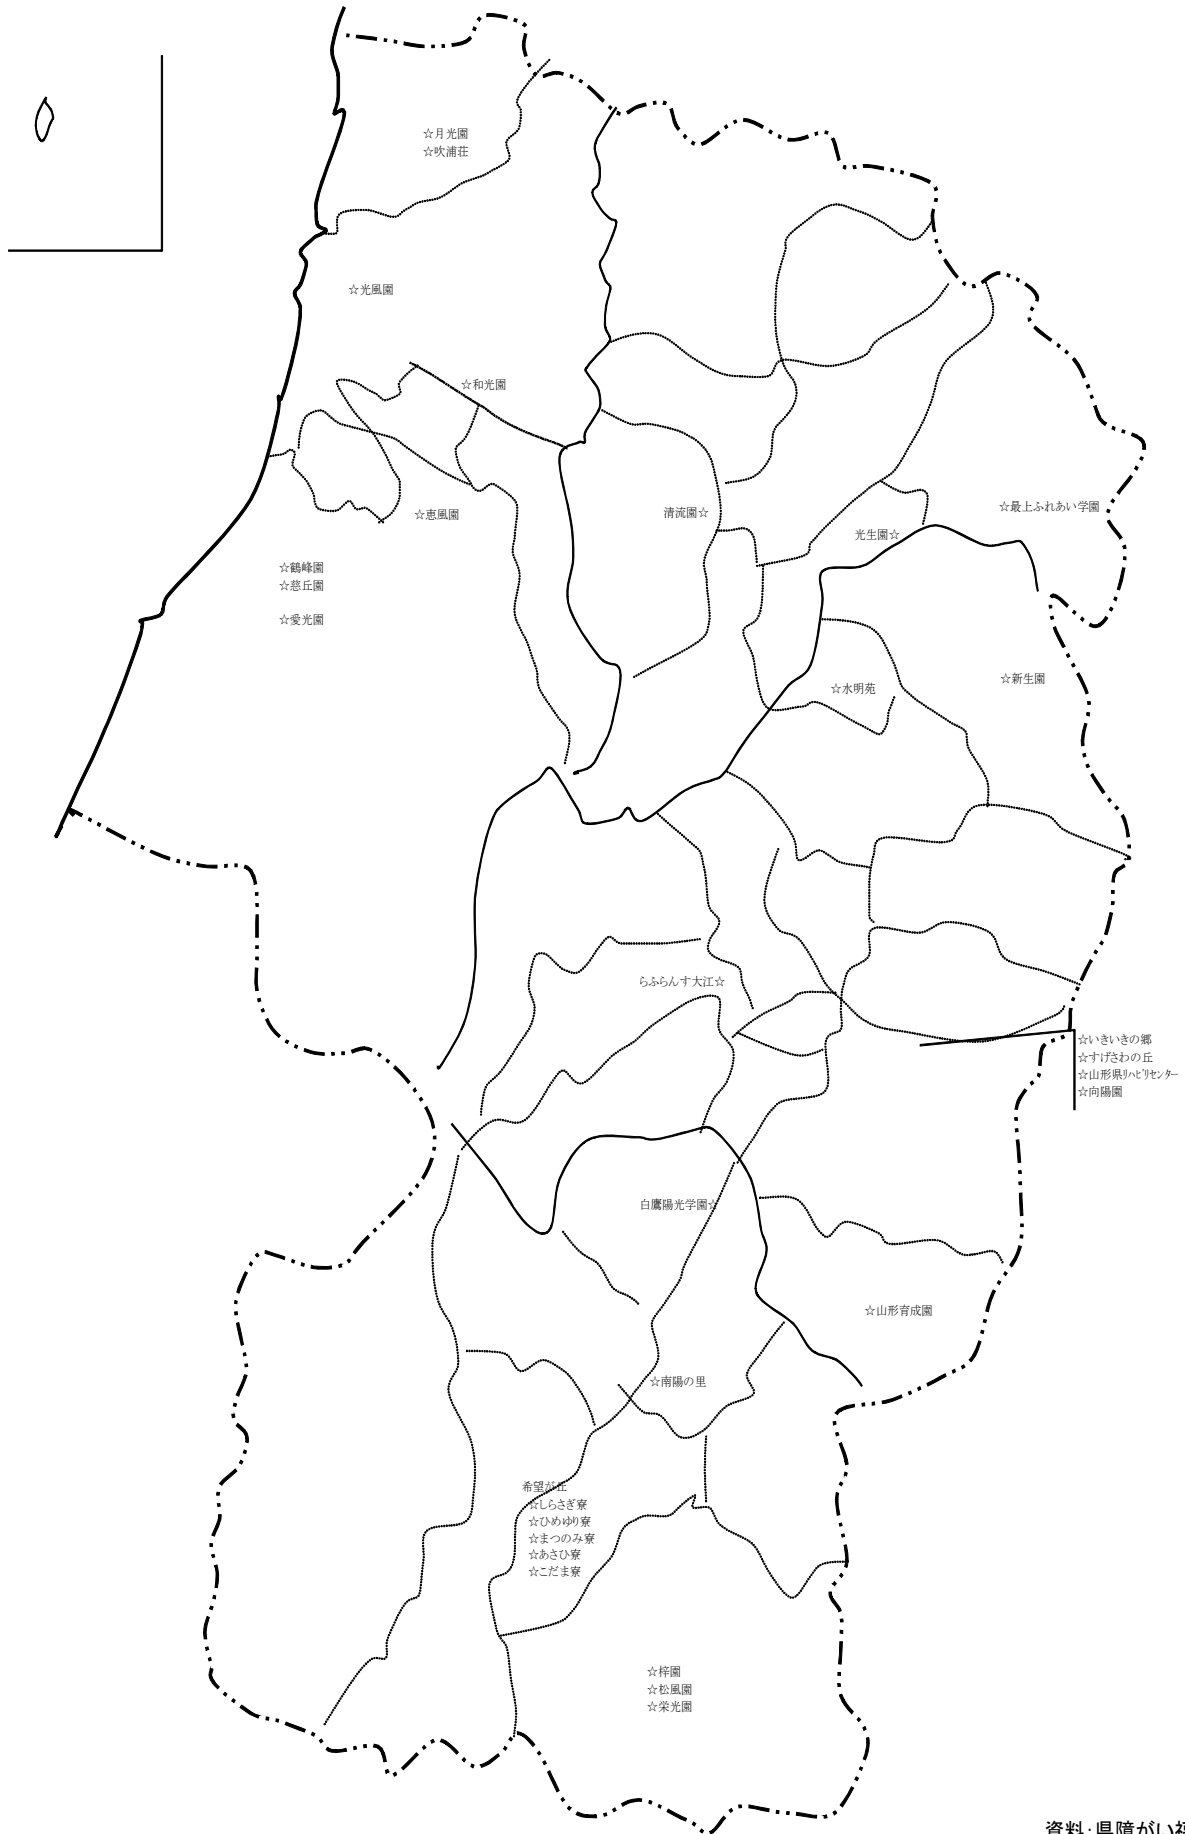 ☆月光園
☆吹浦荘
☆光風園
☆和光園
☆恵風園
清流園☆
光生園☆
☆最上ふれあい学園
☆鶴峰園
☆慈丘園
☆愛光園
☆水明苑
☆新生園
らふらんす大江☆
☆いきいきの郷
☆すげさわの丘
☆山形県ﾘﾊﾋﾞﾘｾﾝﾀｰ
☆向陽園
白鷹陽光学園☆
☆山形育成園
☆南陽の里
希望が丘
☆しらさぎ寮
☆ひめゆり寮
☆まつのみ寮
☆あさひ寮
☆こだま寮
☆梓園
☆松風園
☆栄光園
資料:県障がい福